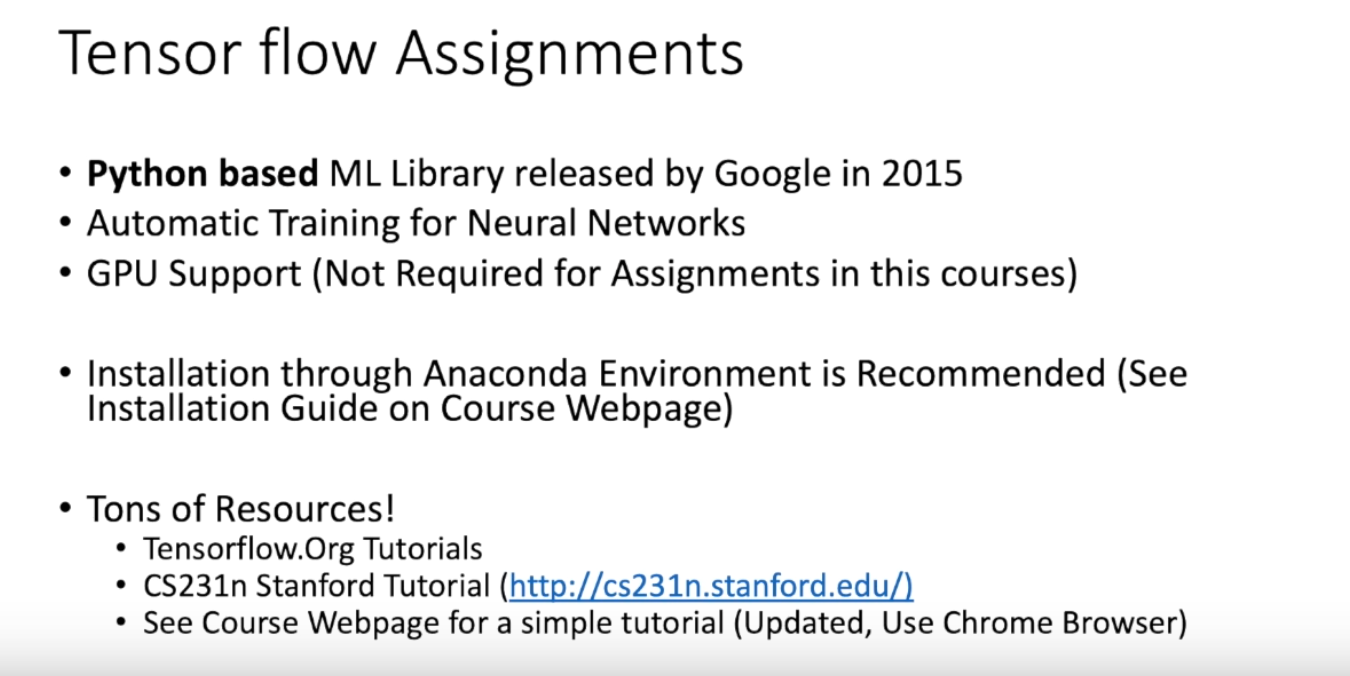 Tensor flow Assignments
• Python based ML Library released by Google in 2015
• Automatic Training for Neural Networks
• GPU Support (Not Required for Assignments in this courses)
• Installation through Anaconda Environment is Recommended (See
Installation Guide on Course Webpage)
• Tons of Resources!
• Tensorflow.Org Tutorials
• CS231n Stanford Tutorial (http://cs231n.stanford.edu/)
• See Course Webpage for a simple tutorial (Updated, Use Chrome Browser)